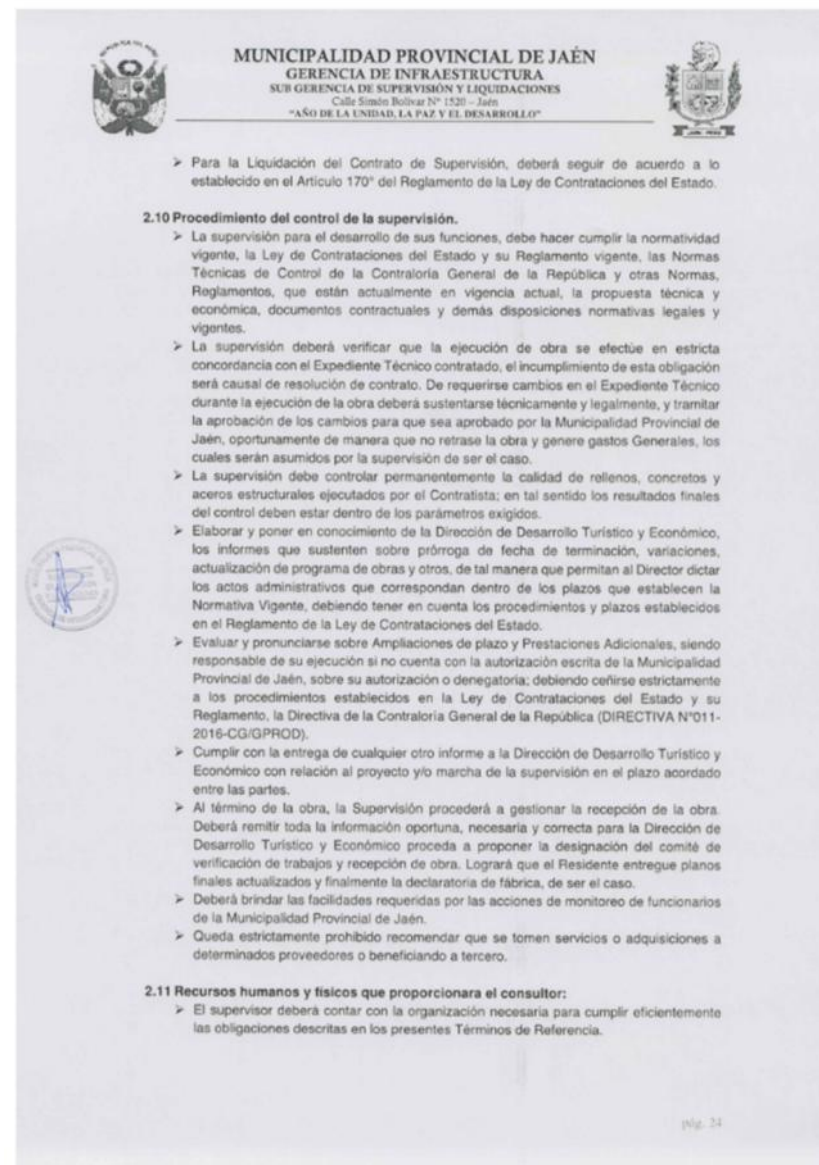 MUNICIPALIDAD PROVINCIAL DE JAÉN
GERENCIA DE INFRAESTRUCTURA
SUB GERENCIA DE SUPERVISIÓN Y LIQUIDACIONES
Calle Simón Bolívar N° 1520 – Jaén
"AÑO DE LA UNIDAD, LA PAZ Y EL DESARROLLO"
➢ Para la Liquidación del Contrato de Supervisión, deberá seguir de acuerdo a lo
establecido en el Articulo 170° del Reglamento de la Ley de Contrataciones del Estado.
2.10 Procedimiento del control de la supervisión.
➢ La supervisión para el desarrollo de sus funciones, debe hacer cumplir la normatividad
vigente, la Ley de Contrataciones del Estado y su Reglamento vigente, las Normas
Técnicas de Control de la Contraloría General de la República y otras Normas,
Reglamentos, que están actualmente en vigencia actual, la propuesta técnica y
económica, documentos contractuales y demás disposiciones normativas legales y
vigentes.
➢ La supervisión deberá verificar que la ejecución de obra se efectúe en estricta
concordancia con el Expediente Técnico contratado, el incumplimiento de esta obligación
será causal de resolución de contrato. De requerirse cambios en el Expediente Técnico
durante la ejecución de la obra deberá sustentarse técnicamente y legalmente, y tramitar
la aprobación de los cambios para que sea aprobado por la Municipalidad Provincial de
Jaén, oportunamente de manera que no retrase la obra y genere gastos Generales, los
cuales serán asumidos por la supervisión de ser el caso.
➢ La supervisión debe controlar permanentemente la calidad de rellenos, concretos y
aceros estructurales ejecutados por el Contratista; en tal sentido los resultados finales
del control deben estar dentro de los parámetros exigidos.
➢ Elaborar y poner en conocimiento de la Dirección de Desarrollo Turístico y Económico,
los informes que sustenten sobre prórroga de fecha de terminación, variaciones,
actualización de programa de obras y otros, de tal manera que permitan al Director dictar
los actos administrativos que correspondan dentro de los plazos que establecen la
Normativa Vigente, debiendo tener en cuenta los procedimientos y plazos establecidos
en el Reglamento de la Ley de Contrataciones del Estado.
➢ Evaluar y pronunciarse sobre Ampliaciones de plazo y Prestaciones Adicionales, siendo
responsable de su ejecución si no cuenta con la autorización escrita de la Municipalidad
Provincial de Jaén, sobre su autorización o denegatoria; debiendo ceñirse estrictamente
a los procedimientos establecidos en la Ley de Contrataciones del Estado y su
Reglamento, la Directiva de la Contraloría General de la República (DIRECTIVA N°011-
2016-CG/GPROD).
➢ Cumplir con la entrega de cualquier otro informe a la Dirección de Desarrollo Turístico y
Económico con relación al proyecto y/o marcha de la supervisión en el plazo acordado
entre las partes.
➢ Al término de la obra, la Supervisión procederá a gestionar la recepción de la obra.
Deberá remitir toda la información oportuna, necesaria y correcta para la Dirección de
Desarrollo Turístico y Económico proceda a proponer la designación del comité de
verificación de trabajos y recepción de obra. Logrará que el Residente entregue planos
finales actualizados y finalmente la declaratoria de fábrica, de ser el caso.
➢ Deberá brindar las facilidades requeridas por las acciones de monitoreo de funcionarios
de la Municipalidad Provincial de Jaén.
➢ Queda estrictamente prohibido recomendar que se tomen servicios o adquisiciones a
determinados proveedores o beneficiando a tercero.
2.11 Recursos humanos y físicos que proporcionara el consultor:
➢ El supervisor deberá contar con la organización necesaria para cumplir eficientemente
las obligaciones descritas en los presentes Términos de Referencia.
Pág. 24